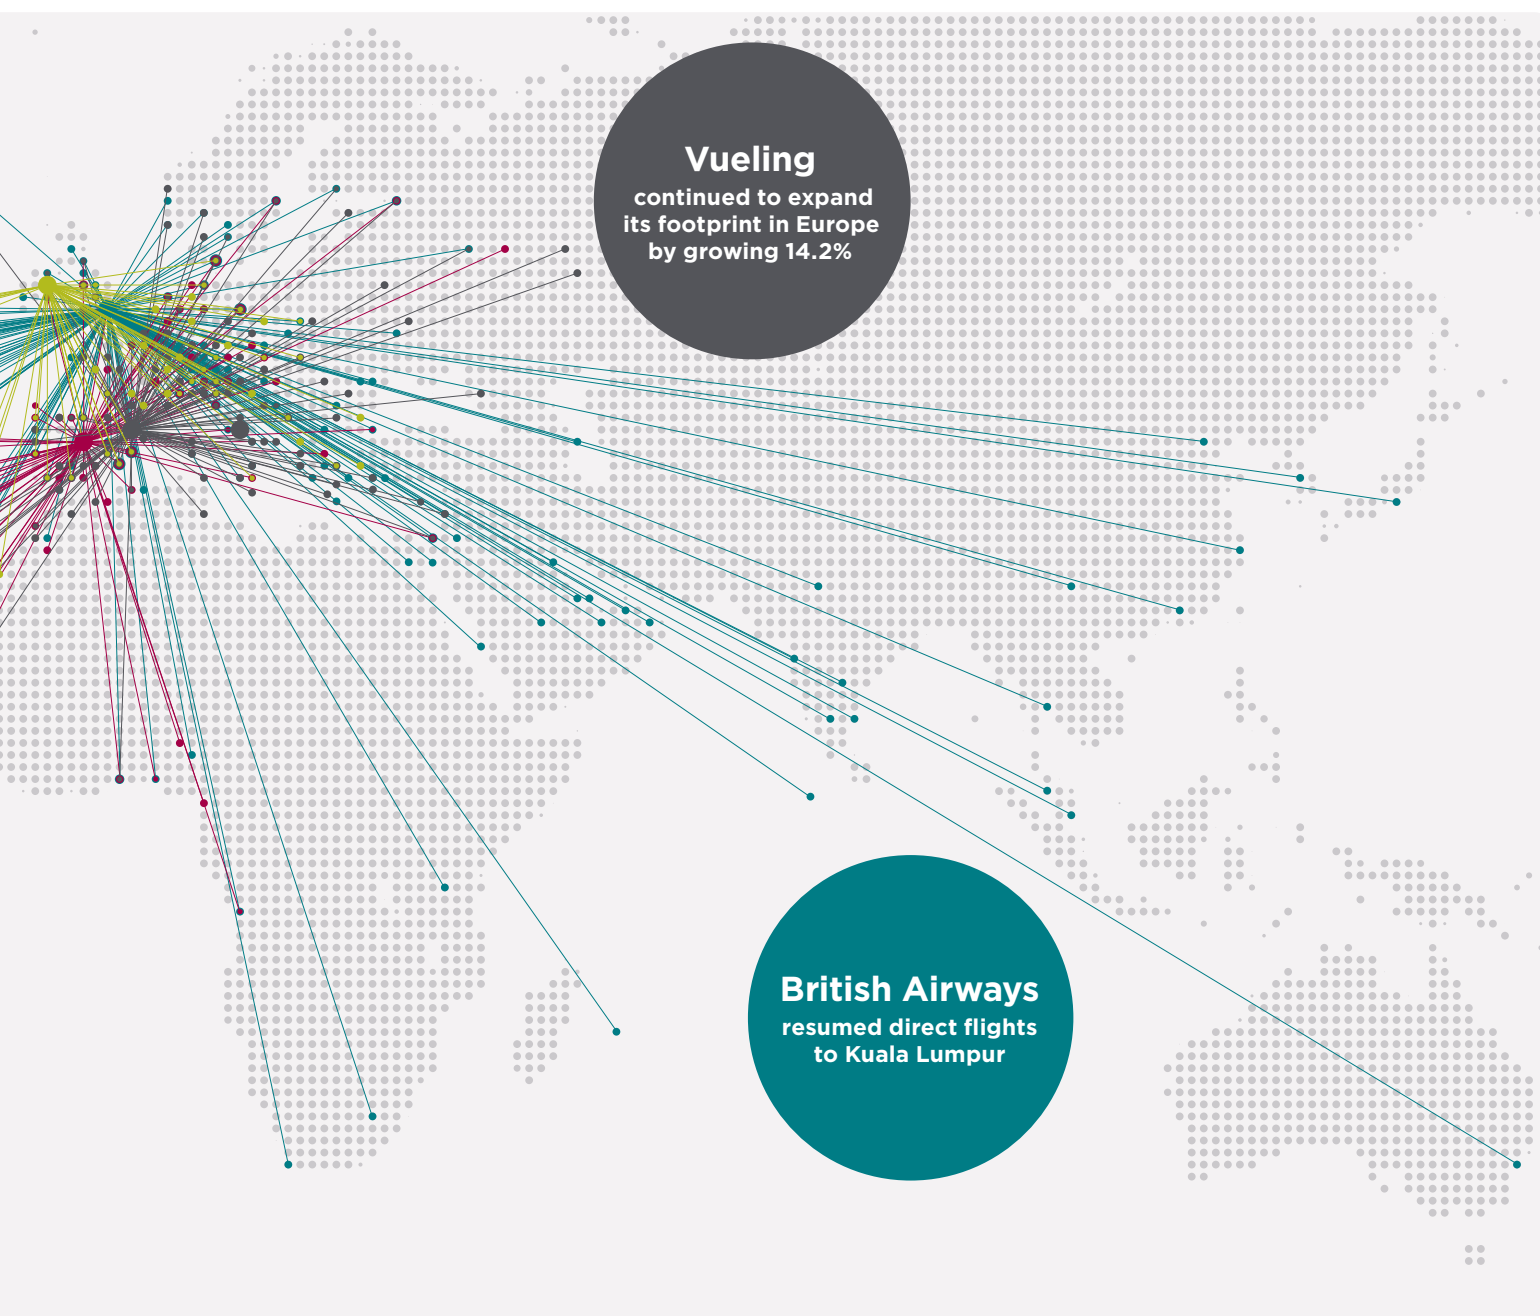 Vueling
continued to expand
its footprint in Europe
by growing 14.2%
British Airways
resumed direct flights
to Kuala Lumpur